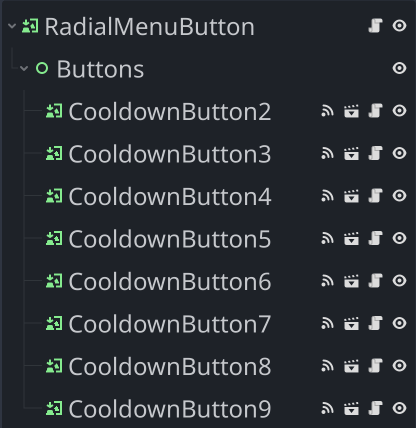 RadialMenuButton
Buttons
CooldownButton2
CooldownButton3
CooldownButton4
CooldownButton5
CooldownButton6
CooldownButton7
CooldownButton8
CooldownButton9